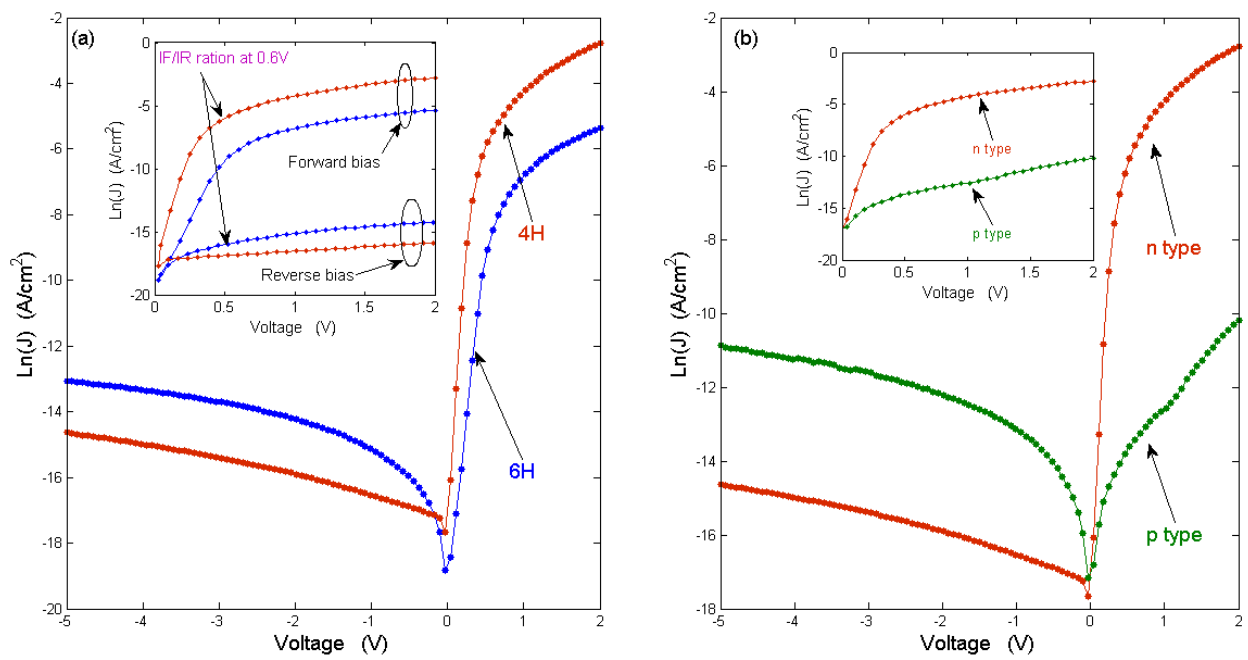 (a)
-2
-4
-6
-8
-10
-12
-14
-16
-18
-20
Ln(J) (A/cm²)
-5
-4
-3
-2
-1
0
1
2
Voltage (V)
4H
6H
IF/IR ration at 0.6V
Forward bias
Reverse bias
0
-5
-10
-15
-20
Ln(J) (A/cm²)
0
0.5
1
1.5
2
Voltage (V)
(b)
-2
-4
-6
-8
-10
-12
-14
-16
-18
Ln(J) (A/cm²)
-5
-4
-3
-2
-1
0
1
2
Voltage (V)
n type
p type
0
-5
-10
-15
-20
Ln(J) (A/cm²)
0
0.5
1
1.5
2
Voltage (V)
n type
p type